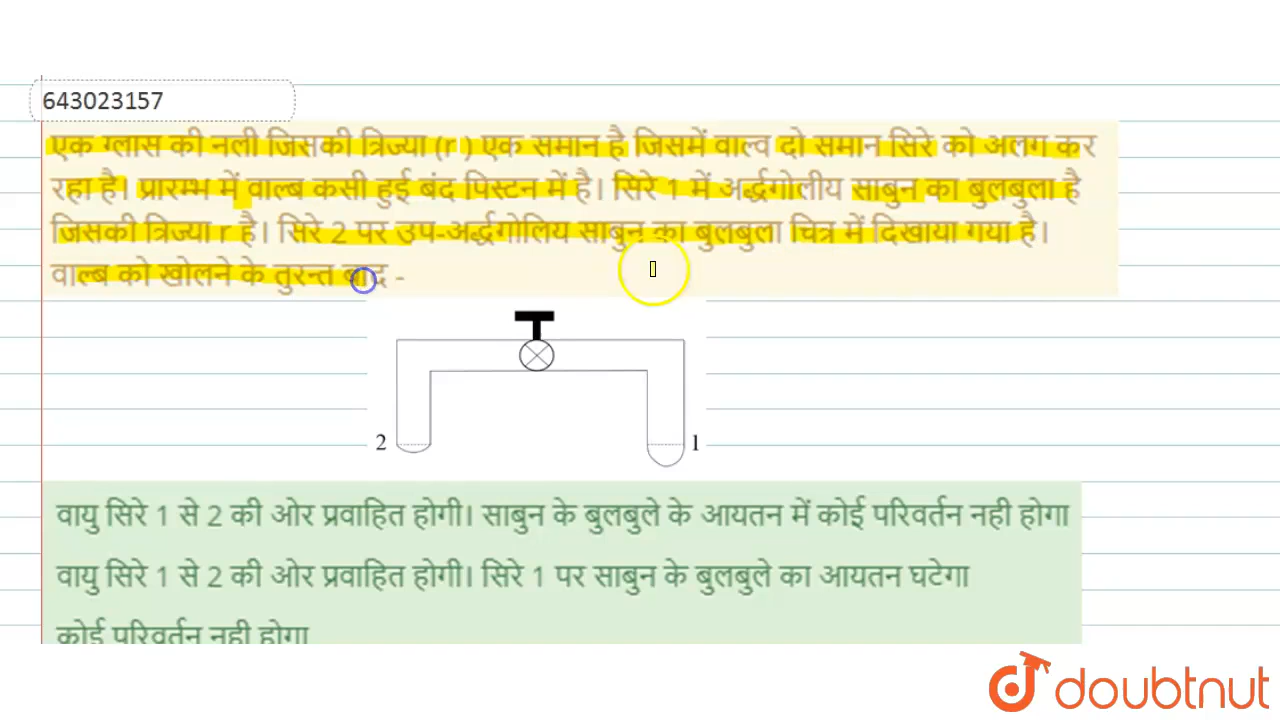 643023157
एक ग्लास की नली जिसकी त्रिज्या (r ) एक समान है जिसमें वाल्व दो समान सिरे को अलग कर
रहा है। प्रारम्भ में वाल्ब कसी हुई बंद पिस्टन में है। सिरे 1 में अर्द्धगोलीय साबुन का बुलबुला है
जिसकी त्रिज्या r है। सिरे 2 पर उप-अर्द्धगोलिय साबुन का बुलबुला चित्र में दिखाया गया है।
वाल्ब को खोलने के तुरन्त बाद -
2
1
वायु सिरे 1 से 2 की ओर प्रवाहित होगी। साबुन के बुलबुले के आयतन में कोई परिवर्तन नही होगा
वायु सिरे 1 से 2 की ओर प्रवाहित होगी। सिरे 1 पर साबुन के बुलबुले का आयतन घटेगा
कोई परिवर्तन नही होगा
doubtnut